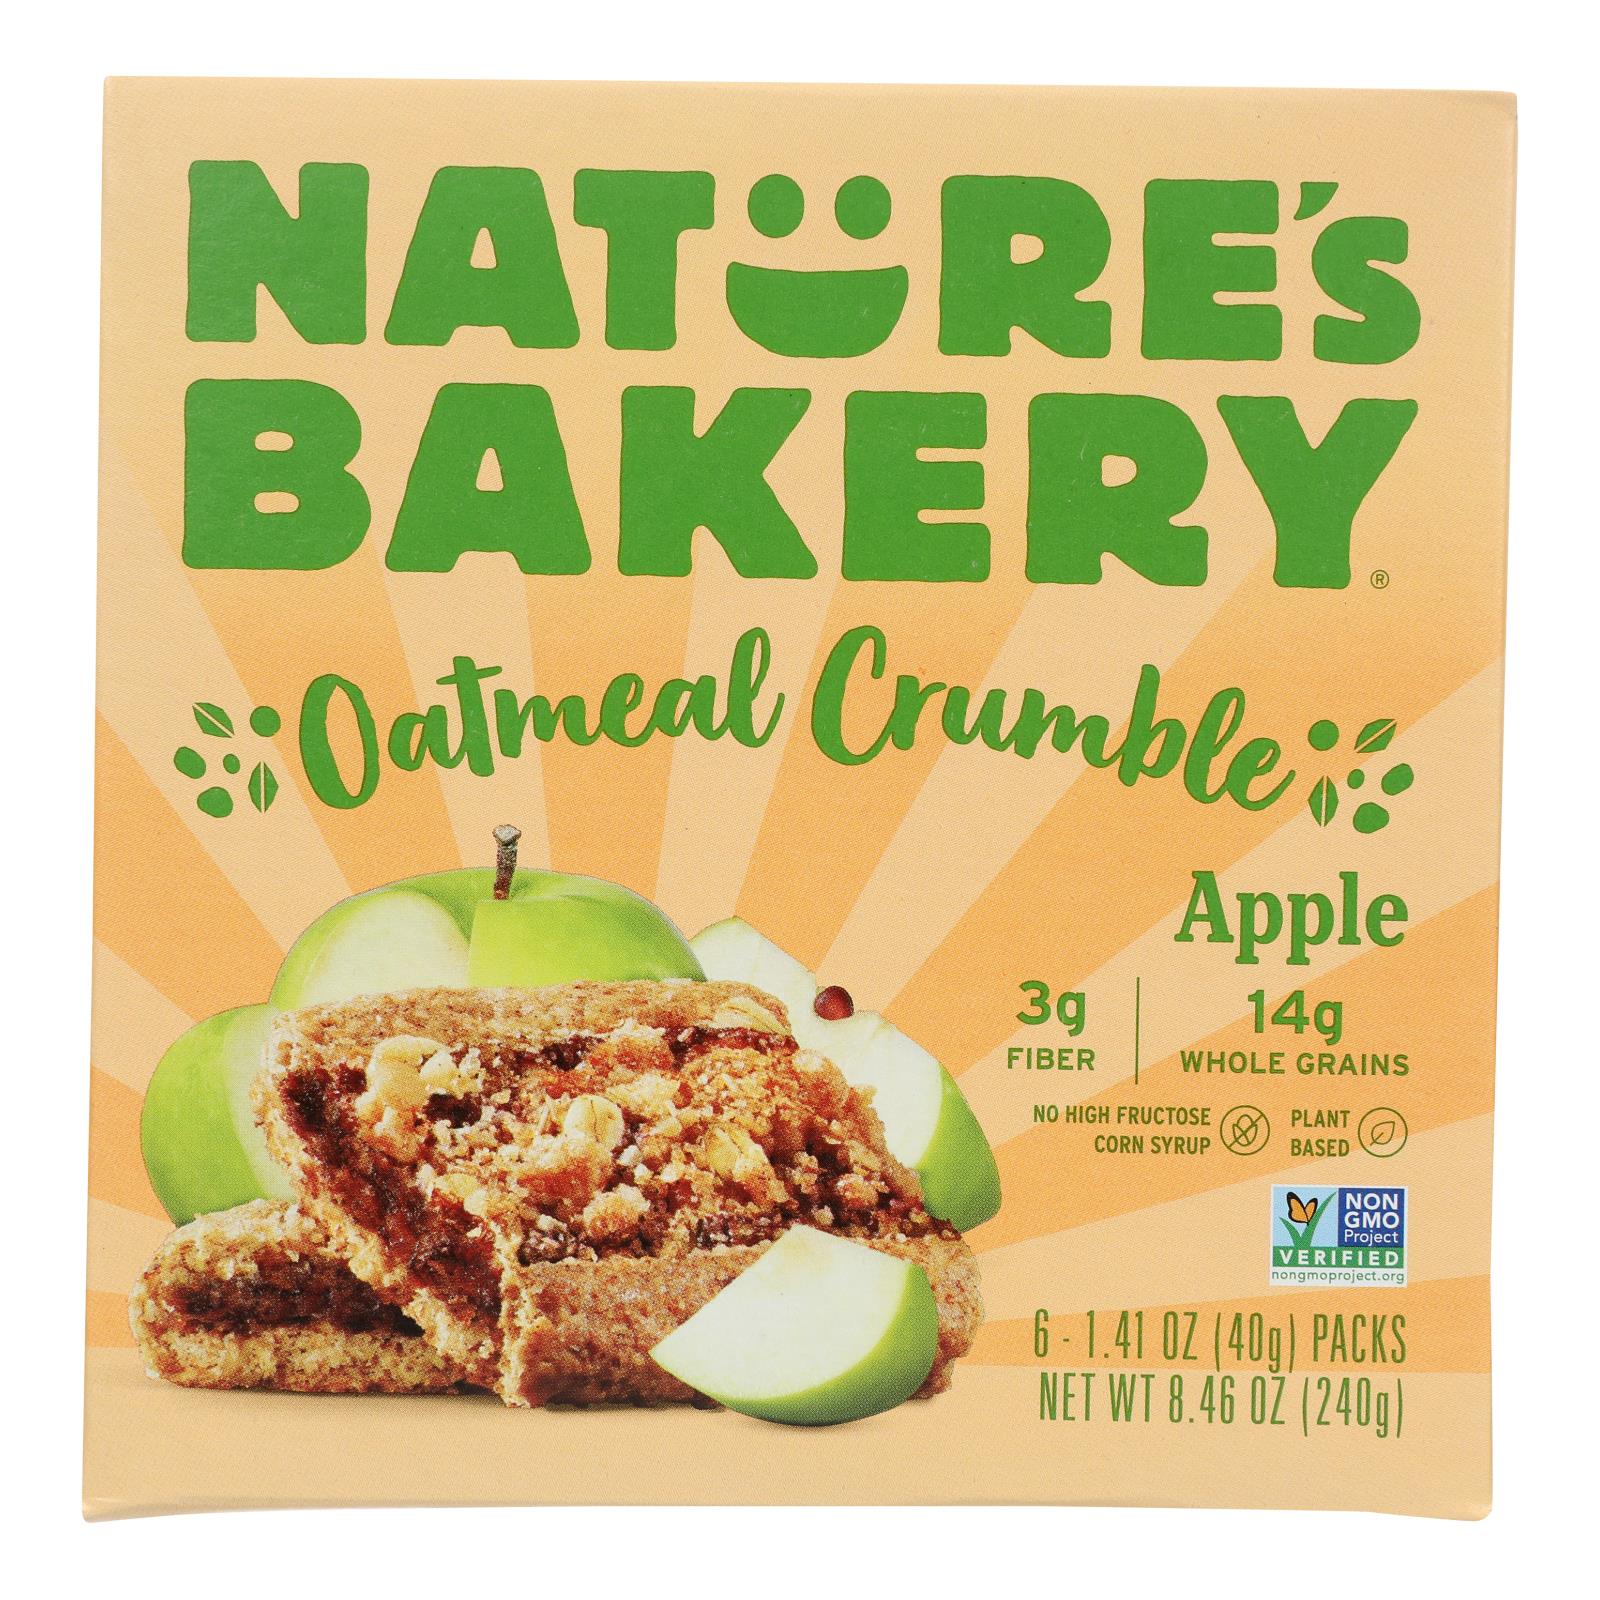 NATÜRE'S
BAKERY®
Oatmeal Crumble
Apple
3g
FIBER
14g
WHOLE GRAINS
NO HIGH FRUCTOSE
CORN SYRUP
PLANT
BASED
NON
GMO
Project
VERIFIED
nongmoproject.org
6 - 1.41 OZ (40g) PACKS
NET WT 8.46 OZ (240g)